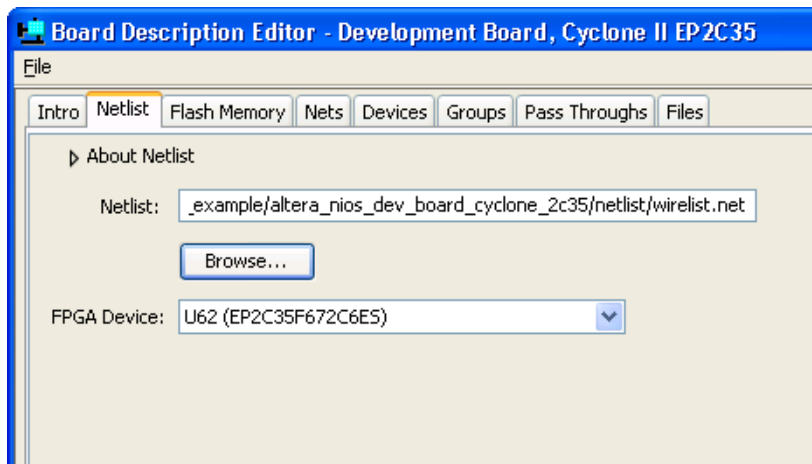 Board Description Editor - Development Board, Cyclone II EP2C35
File
Intro Netlist Flash Memory Nets Devices Groups Pass Throughs Files
About Netlist
Netlist: _example/altera_nios_dev_board_cyclone_2c35/netlist/wirelist.net
Browse...
FPGA Device: U62 (EP2C35F672C6ES)